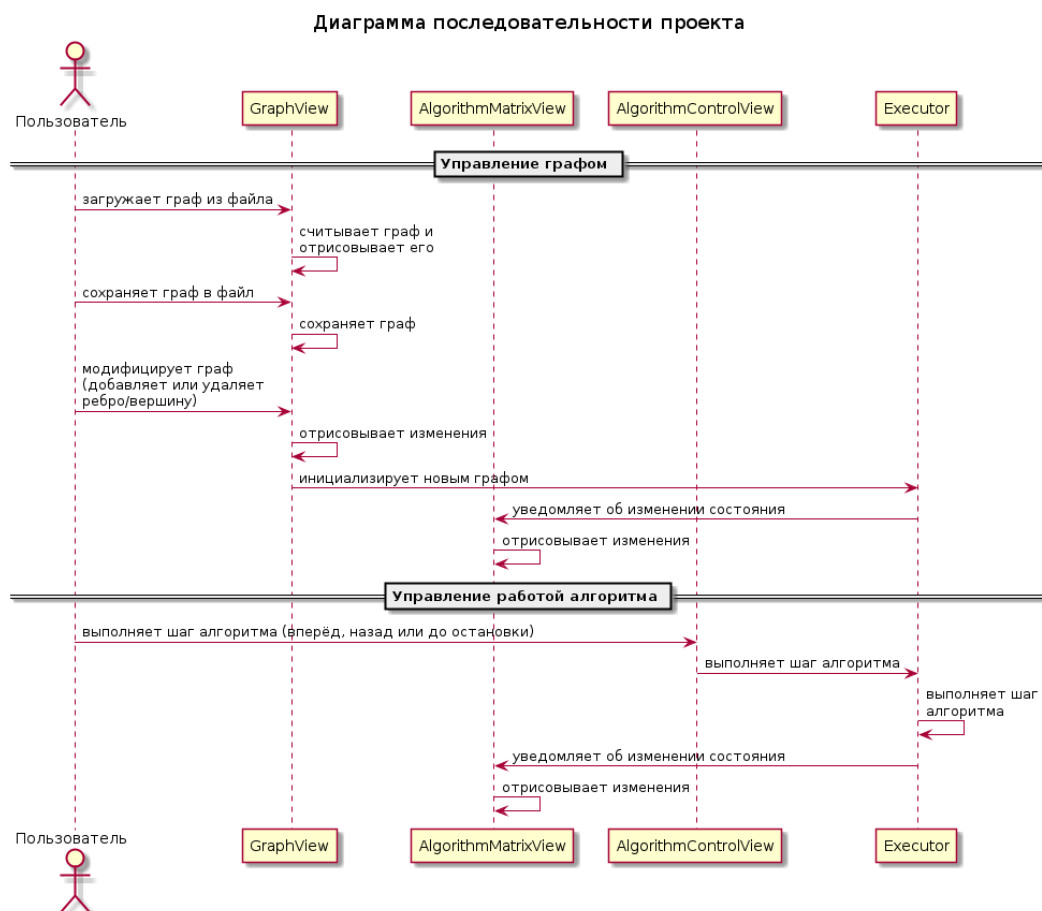 Диаграмма последовательности проекта
Пользователь
GraphView
AlgorithmMatrixView
AlgorithmControlView
Executor
Управление графом
загружает граф из файла
считывает граф и
отрисовывает его
сохраняет граф в файл
сохраняет граф
модифицирует граф
(добавляет или удаляет
ребро/вершину)
отрисовывает изменения
инициализирует новым графом
уведомляет об изменении состояния
отрисовывает изменения
Управление работой алгоритма
выполняет шаг алгоритма (вперёд, назад или до остановки)
выполняет шаг алгоритма
выполняет шаг
алгоритма
уведомляет об изменении состояния
отрисовывает изменения
Пользователь
GraphView
AlgorithmMatrixView
AlgorithmControlView
Executor